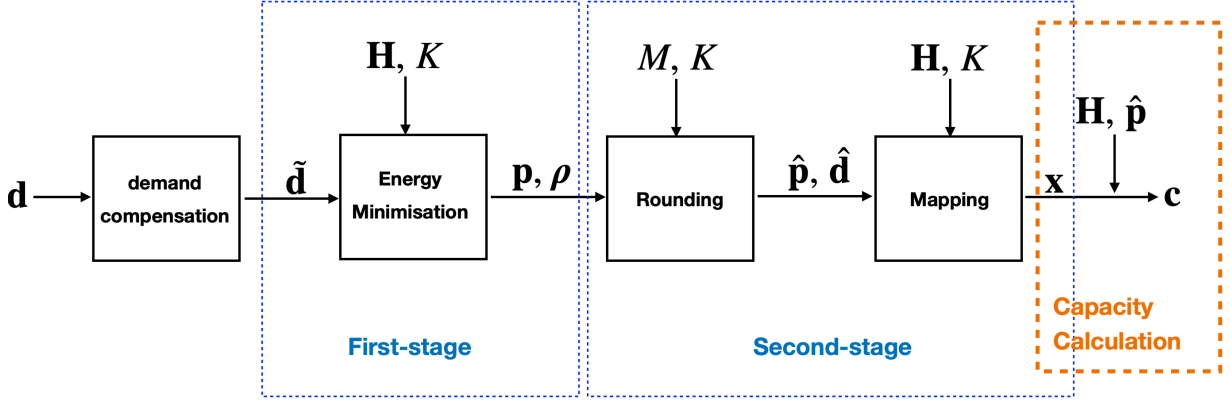 d
demand
compensation
d̃
H, K
Energy
Minimisation
p, ρ
First-stage
M, K
Rounding
p̂, d̂
H, K
Mapping
Second-stage
x
H, p̂
c
Capacity
Calculation